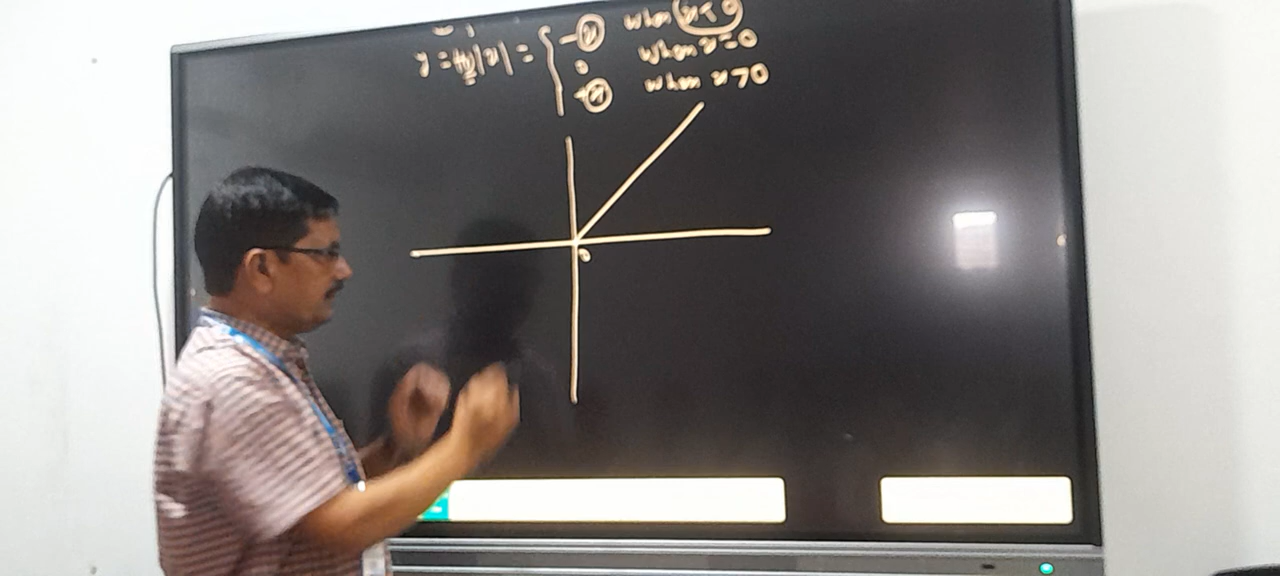 y = f(x) |x| = { -x when x < 0
0 when x = 0
+x when x > 0
0